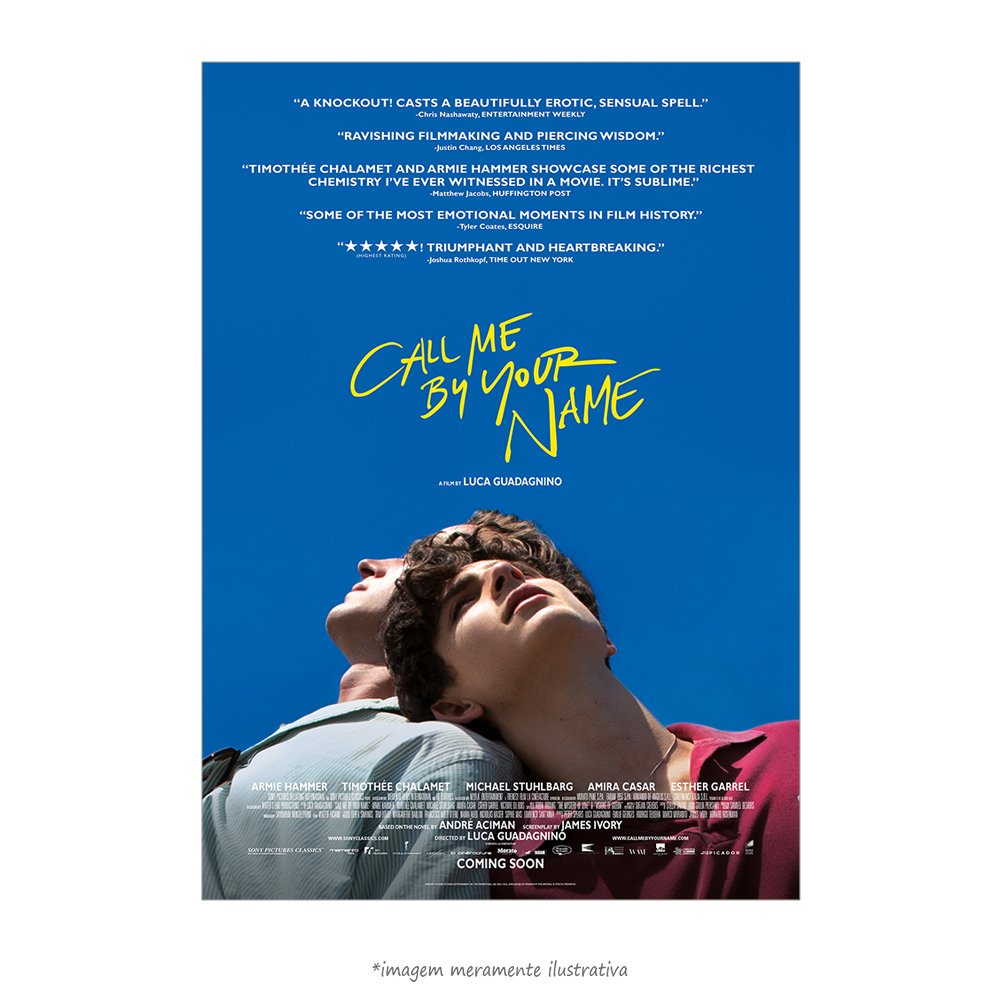 “A KNOCKOUT! CASTS A BEAUTIFULLY EROTIC, SENSUAL SPELL.”
-Chris Nashawaty, ENTERTAINMENT WEEKLY
“RAVISHING FILMMAKING AND PIERCING WISDOM.”
-Justin Chang, LOS ANGELES TIMES
“TIMOTHÉE CHALAMET AND ARMIE HAMMER SHOWCASE SOME OF THE RICHEST
CHEMISTRY I’VE EVER WITNESSED IN A MOVIE. IT’S SUBLIME.”
-Matthew Jacobs, HUFFINGTON POST
“SOME OF THE MOST EMOTIONAL MOMENTS IN FILM HISTORY.”
-Tyler Coates, ESQUIRE
“★★★★★! TRIUMPHANT AND HEARTBREAKING.”
(HIGHEST RATING)
-Joshua Rothkopf, TIME OUT NEW YORK
CALL ME
BY YOUR
NAME
A FILM BY LUCA GUADAGNINO
ARMIE HAMMER TIMOTHÉE CHALAMET MICHAEL STUHLBARG AMIRA CASAR ESTHER GARREL
BASED ON THE NOVEL BY ANDRÉ ACIMAN SCREENPLAY BY JAMES IVORY
WWW.SONYCLASSICS.COM DIRECTED BY LUCA GUADAGNINO WWW.CALLMEBYYOURNAME.COM
SONY PICTURES CLASSICS PICADOR
COMING SOON
*imagem meramente ilustrativa